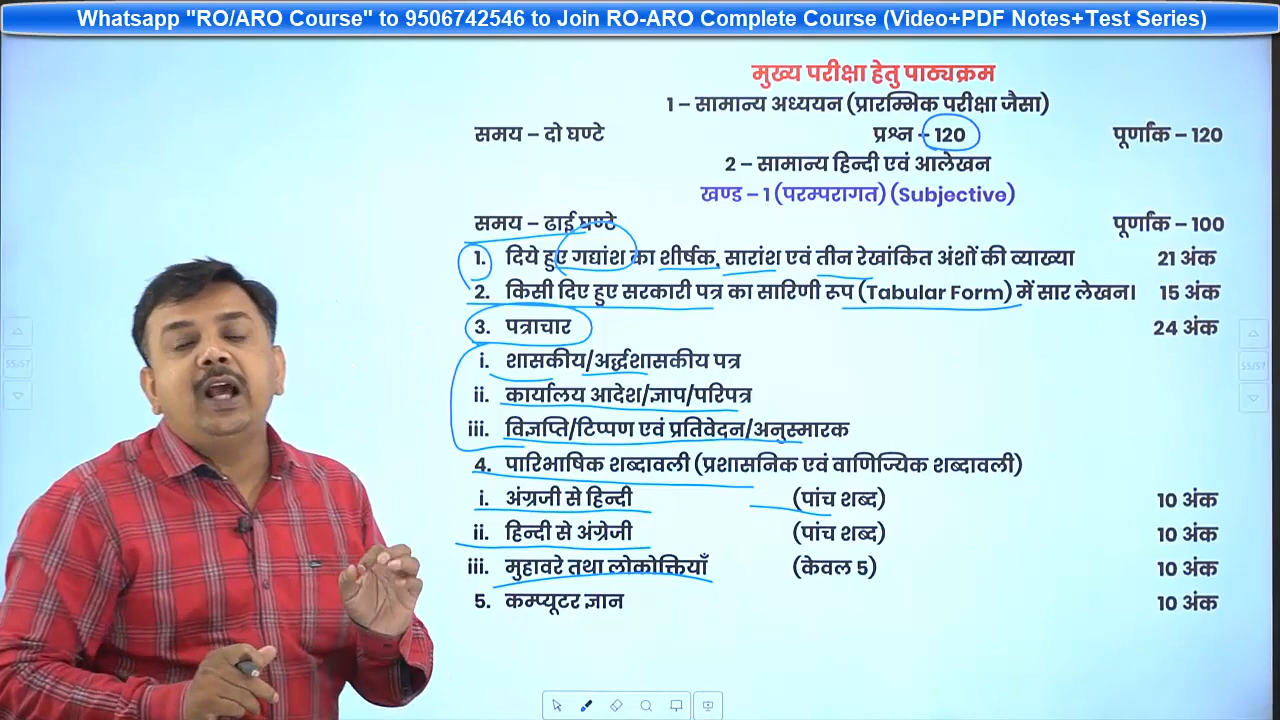 Whatsapp "RO/ARO Course" to 9506742546 to Join RO-ARO Complete Course (Video+PDF Notes+Test Series)
मुख्य परीक्षा हेतु पाठ्यक्रम
1 – सामान्य अध्ययन (प्रारम्भिक परीक्षा जैसा)
समय – दो घण्टे प्रश्न – 120 पूर्णांक – 120
2 – सामान्य हिन्दी एवं आलेखन
खण्ड – 1 (परम्परागत) (Subjective)
समय – ढाई घण्टे पूर्णांक – 100
1. दिये हुए गद्यांश का शीर्षक, सारांश एवं तीन रेखांकित अंशों की व्याख्या 21 अंक
2. किसी दिए हुए सरकारी पत्र का सारिणी रूप (Tabular Form) में सार लेखन। 15 अंक
3. पत्राचार 24 अंक
i. शासकीय/अर्द्धशासकीय पत्र
ii. कार्यालय आदेश/ज्ञाप/परिपत्र
iii. विज्ञप्ति/टिप्पण एवं प्रतिवेदन/अनुस्मारक
4. पारिभाषिक शब्दावली (प्रशासनिक एवं वाणिज्यिक शब्दावली)
i. अंग्रजी से हिन्दी (पांच शब्द) 10 अंक
ii. हिन्दी से अंग्रेजी (पांच शब्द) 10 अंक
iii. मुहावरे तथा लोकोक्तियाँ (केवल 5) 10 अंक
5. कम्प्यूटर ज्ञान 10 अंक
55/57 55/57